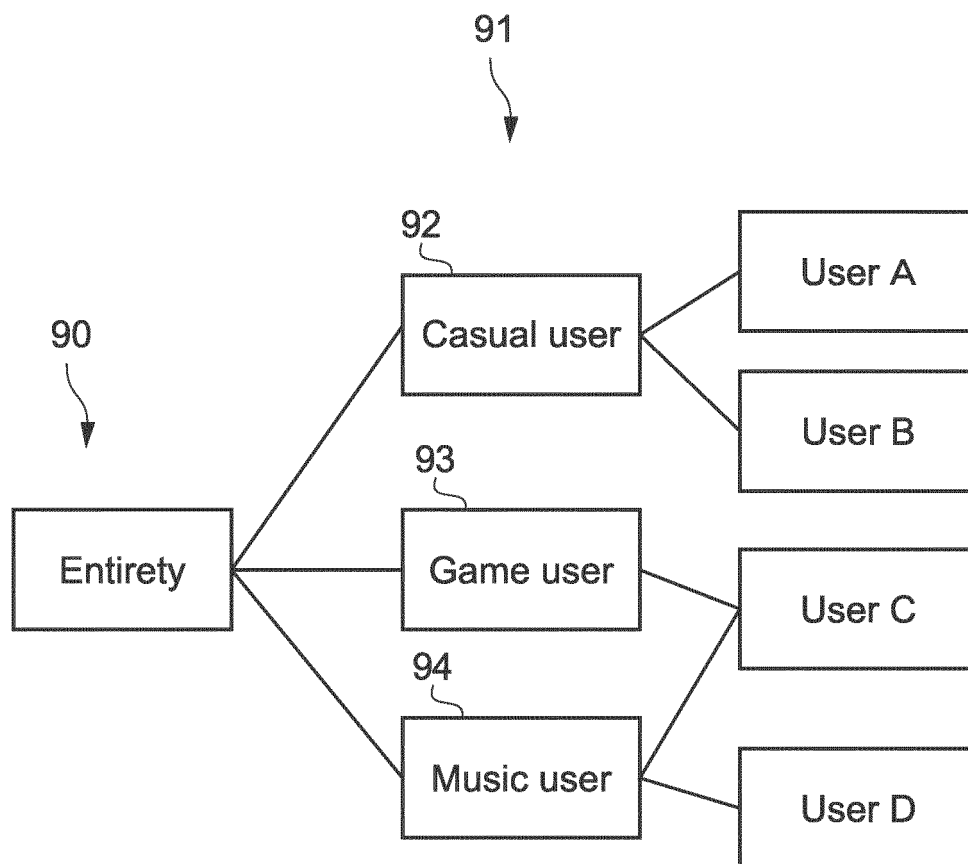 91
92
User A
Casual user
90
User B
93
Entirety
Game user
User C
94
Music user
User D